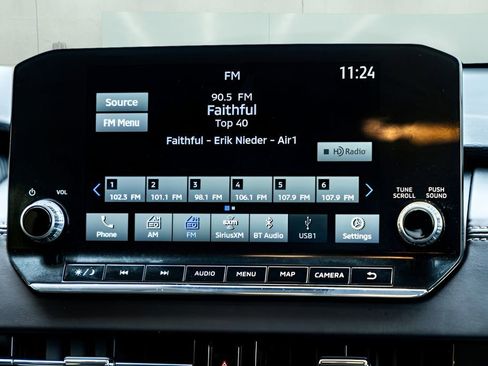 FM
11:24
Source
FM Menu
90.5 FM
Faithful
Top 40
Faithful - Erik Nieder - Air1
HD Radio
1 2 3 4 5 6
102.3 FM 101.1 FM 98.1 FM 106.1 FM 107.9 FM 107.9 FM
VOL
TUNE SCROLL
PUSH SOUND
Phone AM FM SiriusXM BT Audio USB1 Settings
AUDIO MENU MAP CAMERA